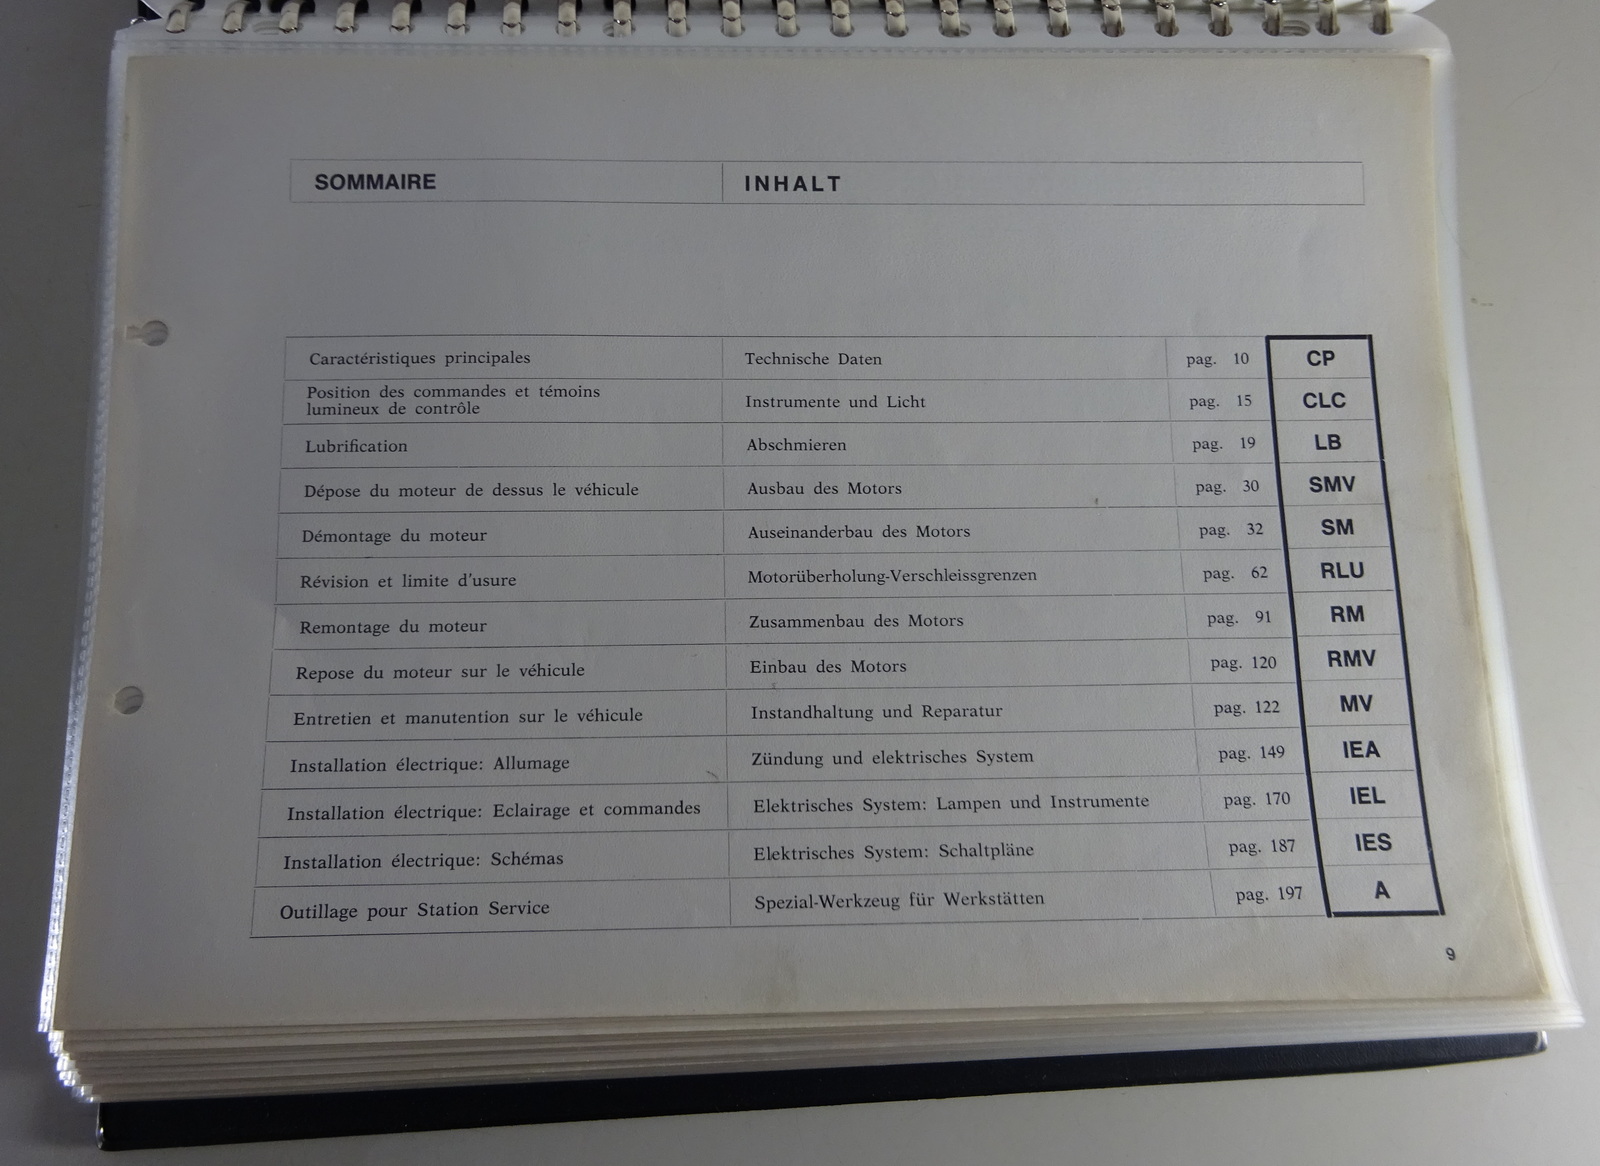 SOMMAIRE INHALT
Caractéristiques principales Technische Daten pag. 10 CP
Position des commandes et témoins
lumineux de contrôle Instrumente und Licht pag. 15 CLC
Lubrification Abschmieren pag. 19 LB
Dépose du moteur de dessus le véhicule Ausbau des Motors pag. 30 SMV
Démontage du moteur Auseinanderbau des Motors pag. 32 SM
Révision et limite d'usure Motorüberholung-Verschleissgrenzen pag. 62 RLU
Remontage du moteur Zusammenbau des Motors pag. 91 RM
Repose du moteur sur le véhicule Einbau des Motors pag. 120 RMV
Entretien et manutention sur le véhicule Instandhaltung und Reparatur pag. 122 MV
Installation électrique: Allumage Zündung und elektrisches System pag. 149 IEA
Installation électrique: Eclairage et commandes Elektrisches System: Lampen und Instrumente pag. 170 IEL
Installation électrique: Schémas Elektrisches System: Schaltpläne pag. 187 IES
Outillage pour Station Service Spezial-Werkzeug für Werkstätten pag. 197 A
9